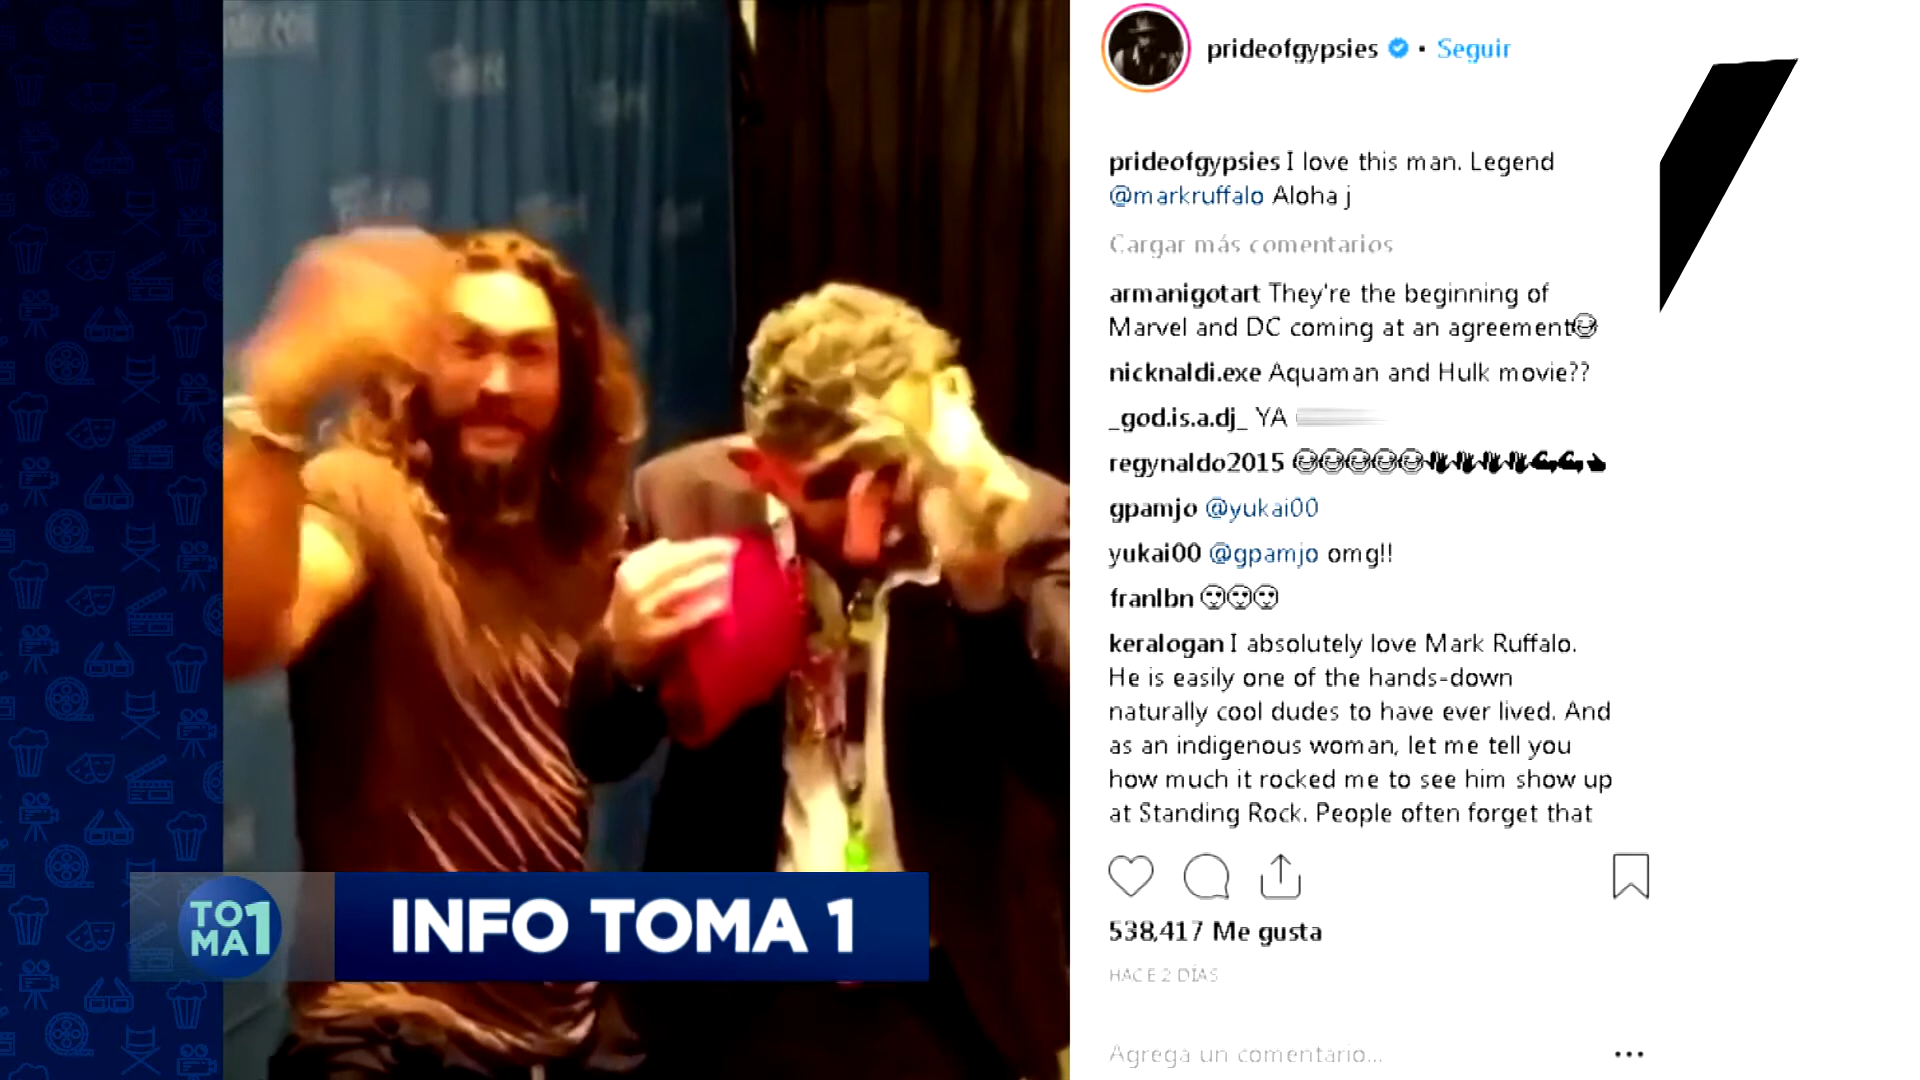 prideofgypsies • Seguir
prideofgypsies I love this man. Legend
@markruffalo Aloha j
Cargar más comentarios
armanigotart They're the beginning of
Marvel and DC coming at an agreement
nicknaldi.exe Aquaman and Hulk movie??
_god.is.a.dj_ YA
regynaldo2015
gpamjo @yukai00
yukai00 @gpamjo omg!!
franlbn
keralogan I absolutely love Mark Ruffalo.
He is easily one of the hands-down
naturally cool dudes to have ever lived. And
as an indigenous woman, let me tell you
how much it rocked me to see him show up
at Standing Rock. People often forget that
538,417 Me gusta
HACE 2 DÍAS
Agrega un comentario...
TO
MA1
INFO TOMA 1